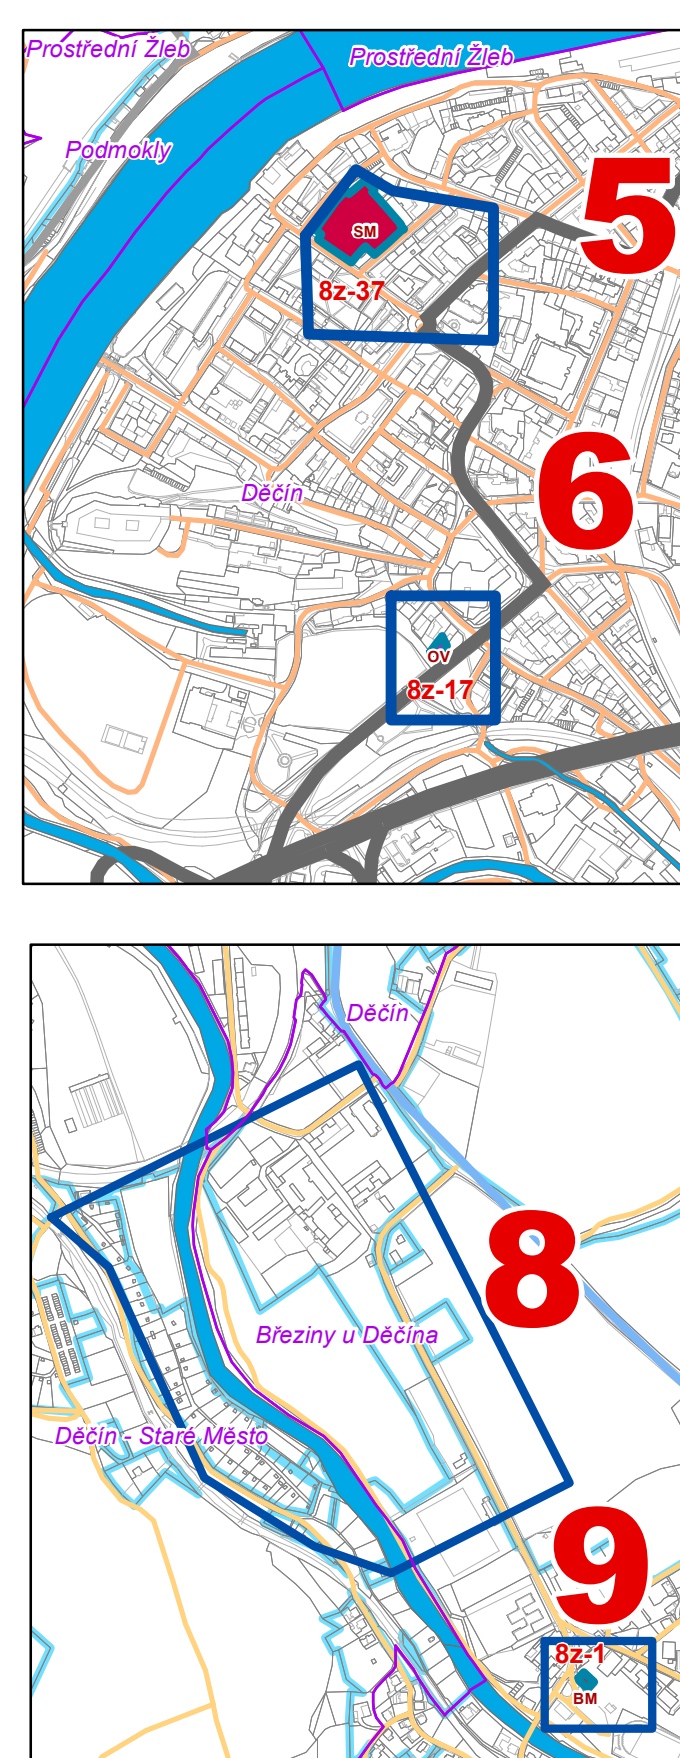 Prostřední Žleb
Prostřední Žleb
Podmokly
5
SM
8z-37
6
Děčín
OV
8z-17
Děčín
8
Březiny u Děčína
Děčín - Staré Město
9
8z-1
BM